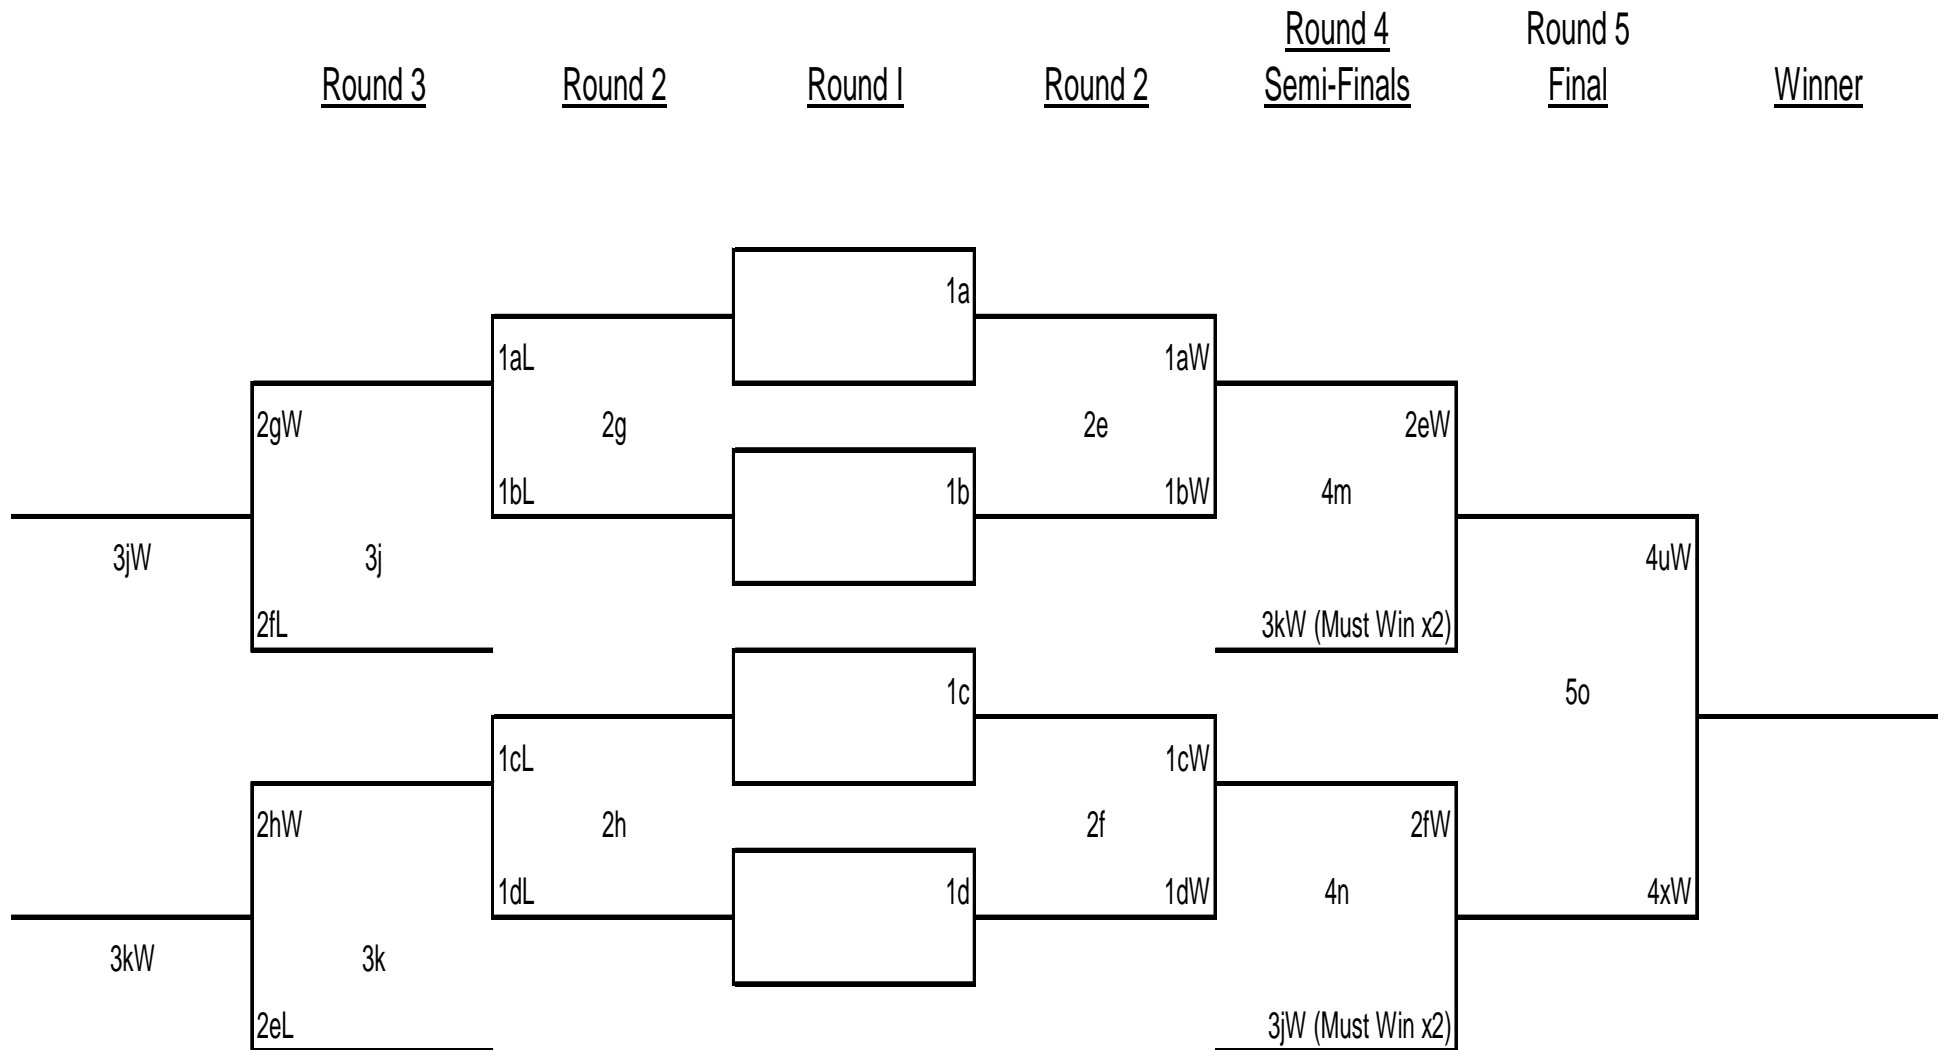 Round 4 Round 5
Round 3 Round 2 Round I Round 2 Semi-Finals Final Winner
1a
1aL 1aW
2gW 2g 2e 2eW
1bL 1b 1bW 4m
3jW 3j 4uW
2fL 3kW (Must Win x2)
1c 5o
1cL 1cW
2hW 2h 2f 2fW
1dL 1d 1dW 4n 4xW
3kW 3k
2eL 3jW (Must Win x2)